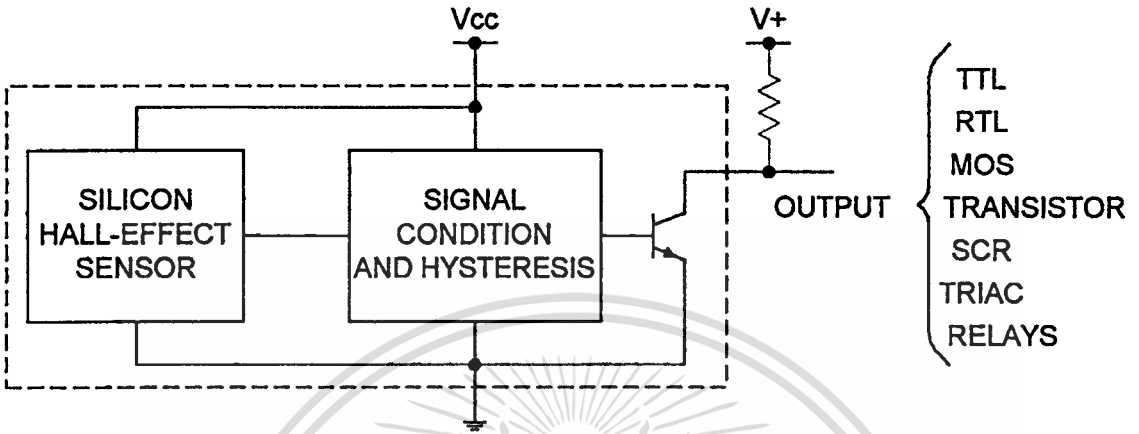 Vcc
V+
SILICON
HALL-EFFECT
SENSOR
SIGNAL
CONDITION
AND HYSTERESIS
OUTPUT
TTL
RTL
MOS
TRANSISTOR
SCR
TRIAC
RELAYS